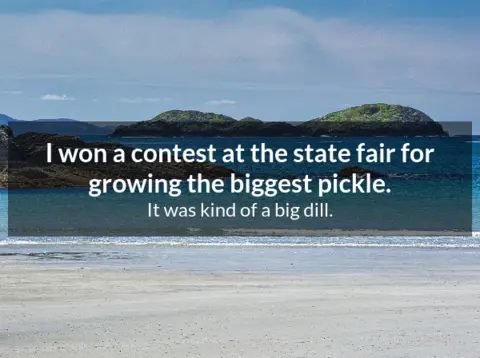 I won a contest at the state fair for
growing the biggest pickle.
It was kind of a big dill.